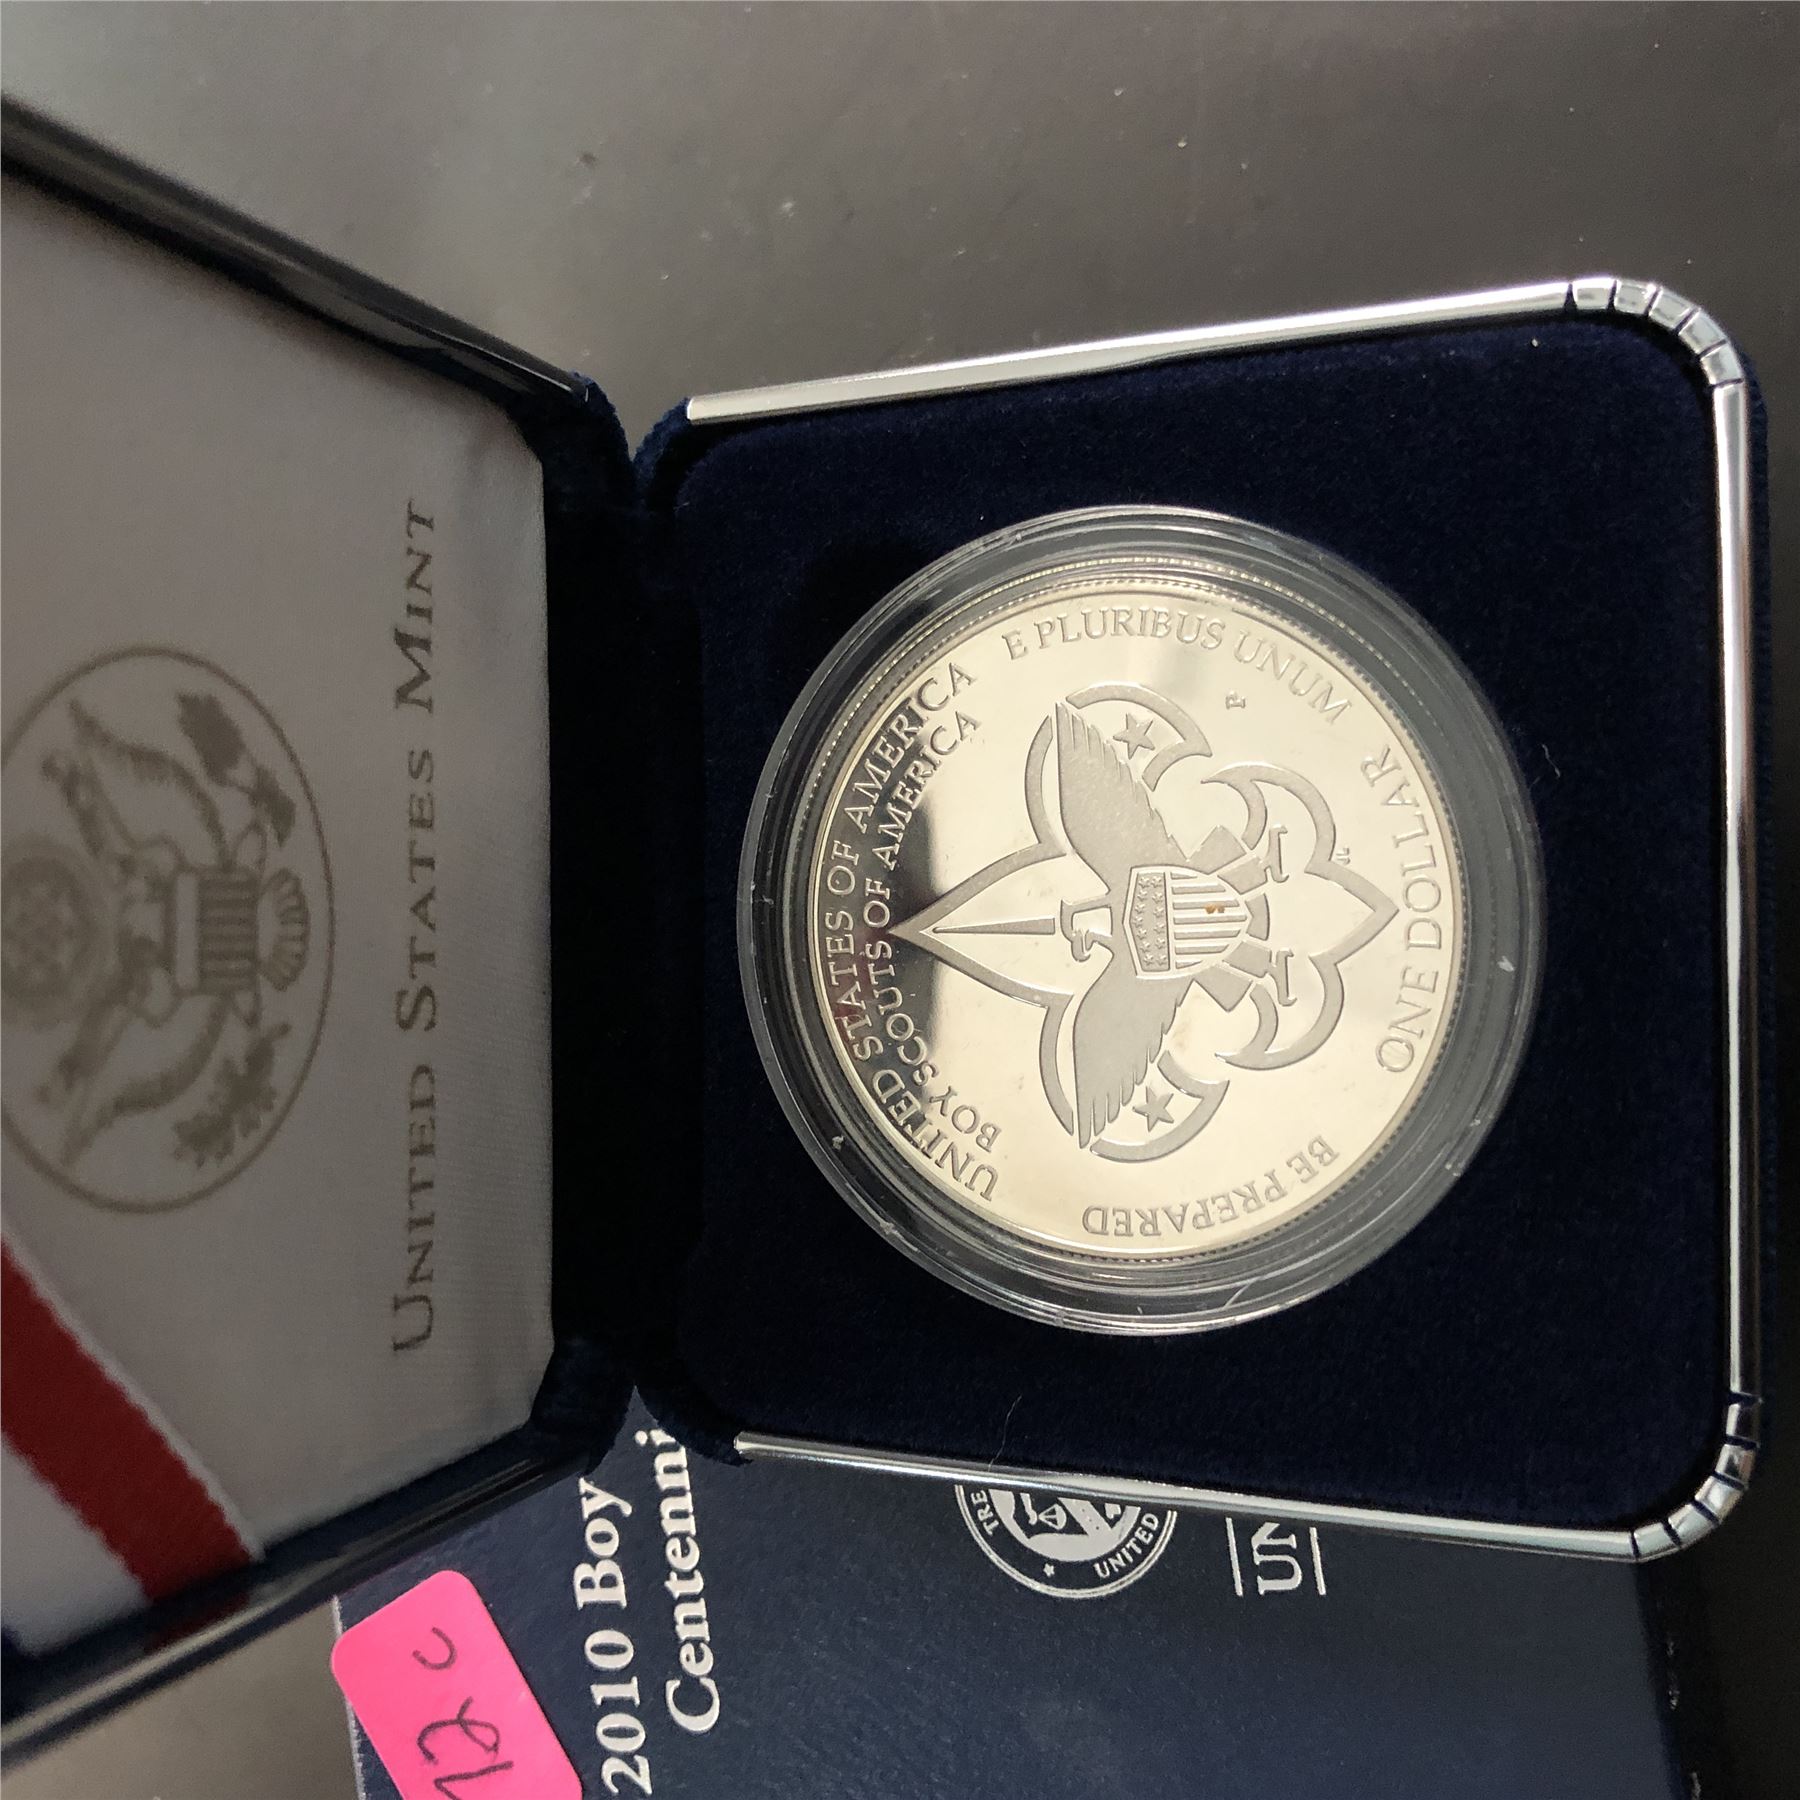 UNITED STATES MINT
UNITED STATES OF AMERICA
BOY SCOUTS OF AMERICA
E PLURIBUS UNUM
P
BE PREPARED
ONE DOLLAR
2010 Boy
Centenni
TRE
UNITED
UN